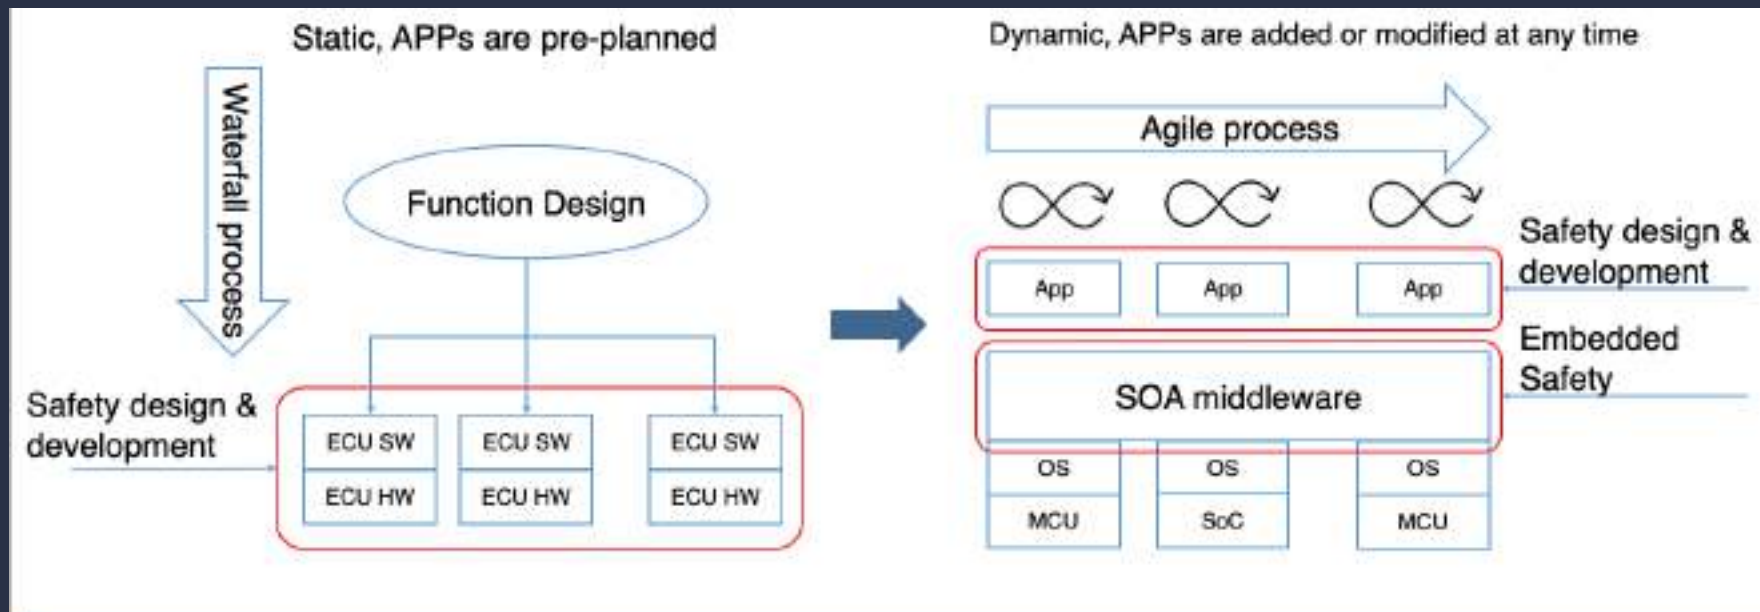 Static, APPs are pre-planned
Waterfall process
Function Design
Safety design &
development
ECU SW
ECU SW
ECU SW
ECU HW
ECU HW
ECU HW
Dynamic, APPs are added or modified at any time
Agile process
Safety design &
development
App
App
App
Embedded
Safety
SOA middleware
OS
OS
OS
MCU
SoC
MCU